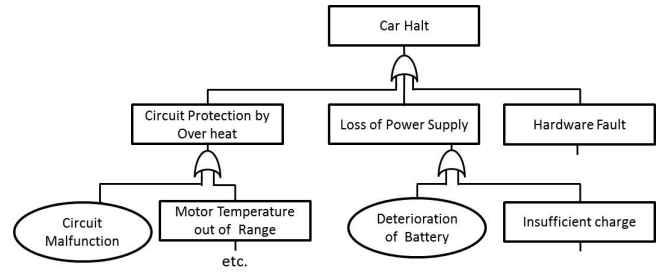 Car Halt
Circuit Protection by
Over heat
Loss of Power Supply
Hardware Fault
Circuit
Malfunction
Motor Temperature
out of Range
Deterioration
of Battery
Insufficient charge
etc.